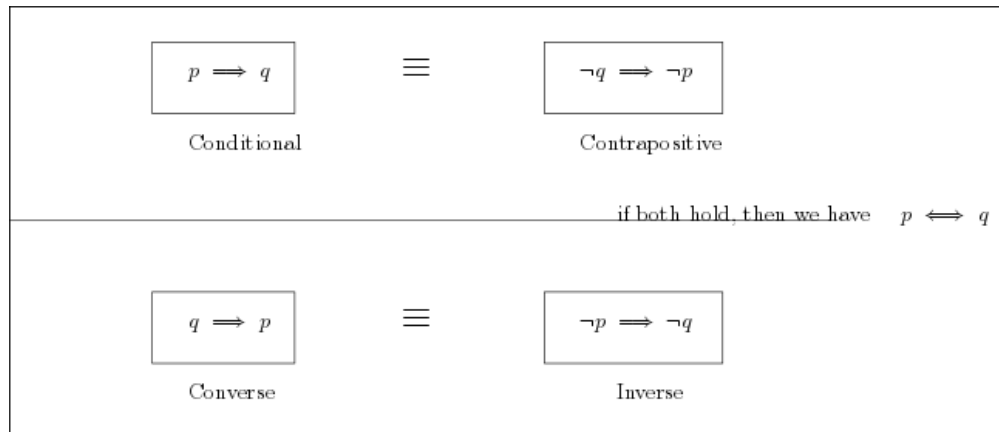 p ⟹ q ≡ ¬q ⟹ ¬p
Conditional Contrapositive
if both hold, then we have p ⟺ q
q ⟹ p ≡ ¬p ⟹ ¬q
Converse Inverse